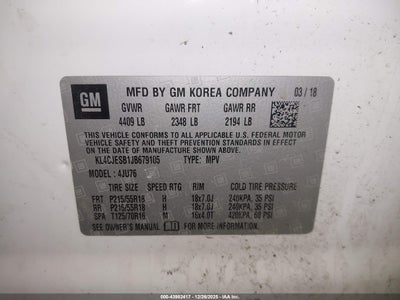 GM
MFD BY GM KOREA COMPANY 03 / 18
GVWR GAWR FRT GAWR RR
4409 LB 2348 LB 2194 LB
THIS VEHICLE CONFORMS TO ALL APPLICABLE U.S. FEDERAL MOTOR
VEHICLE SAFETY AND THEFT PREVENTION STANDARDS IN EFFECT ON
THE DATE OF MANUFACTURE SHOWN ABOVE.
KL4CJESB1JB679105 TYPE: MPV
MODEL : 4JU76
TIRE SIZE SPEED RTG RIM COLD TIRE PRESSURE
FRT P215/55R18 H 18x7.0J 240KPA, 35 PSI
RR P215/55R18 H 18x7.0J 240KPA, 35 PSI
SPA T125/70R16 M 16x4.0T 420KPA, 60 PSI
SEE OWNER'S MANUAL FOR MORE INFORMATION.
000-43992417 - 12/29/2025 - IAAI